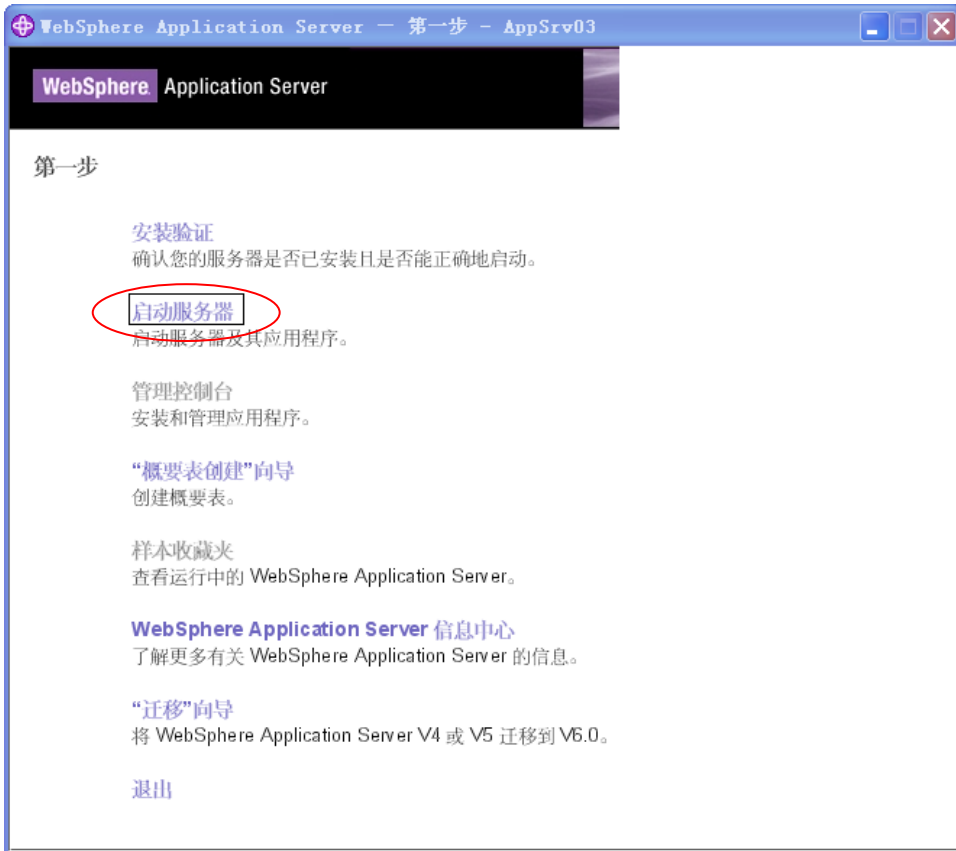 WebSphere Application Server － 第一步 - AppSrv03
WebSphere. Application Server
第一步
安装验证
确认您的服务器是否已安装且是否能正确地启动。
启动服务器
启动服务器及其应用程序。
管理控制台
安装和管理应用程序。
“概要表创建”向导
创建概要表。
样本收藏夹
查看运行中的 WebSphere Application Server。
WebSphere Application Server 信息中心
了解更多有关 WebSphere Application Server 的信息。
“迁移”向导
将 WebSphere Application Server V4 或 V5 迁移到 V6.0。
退出